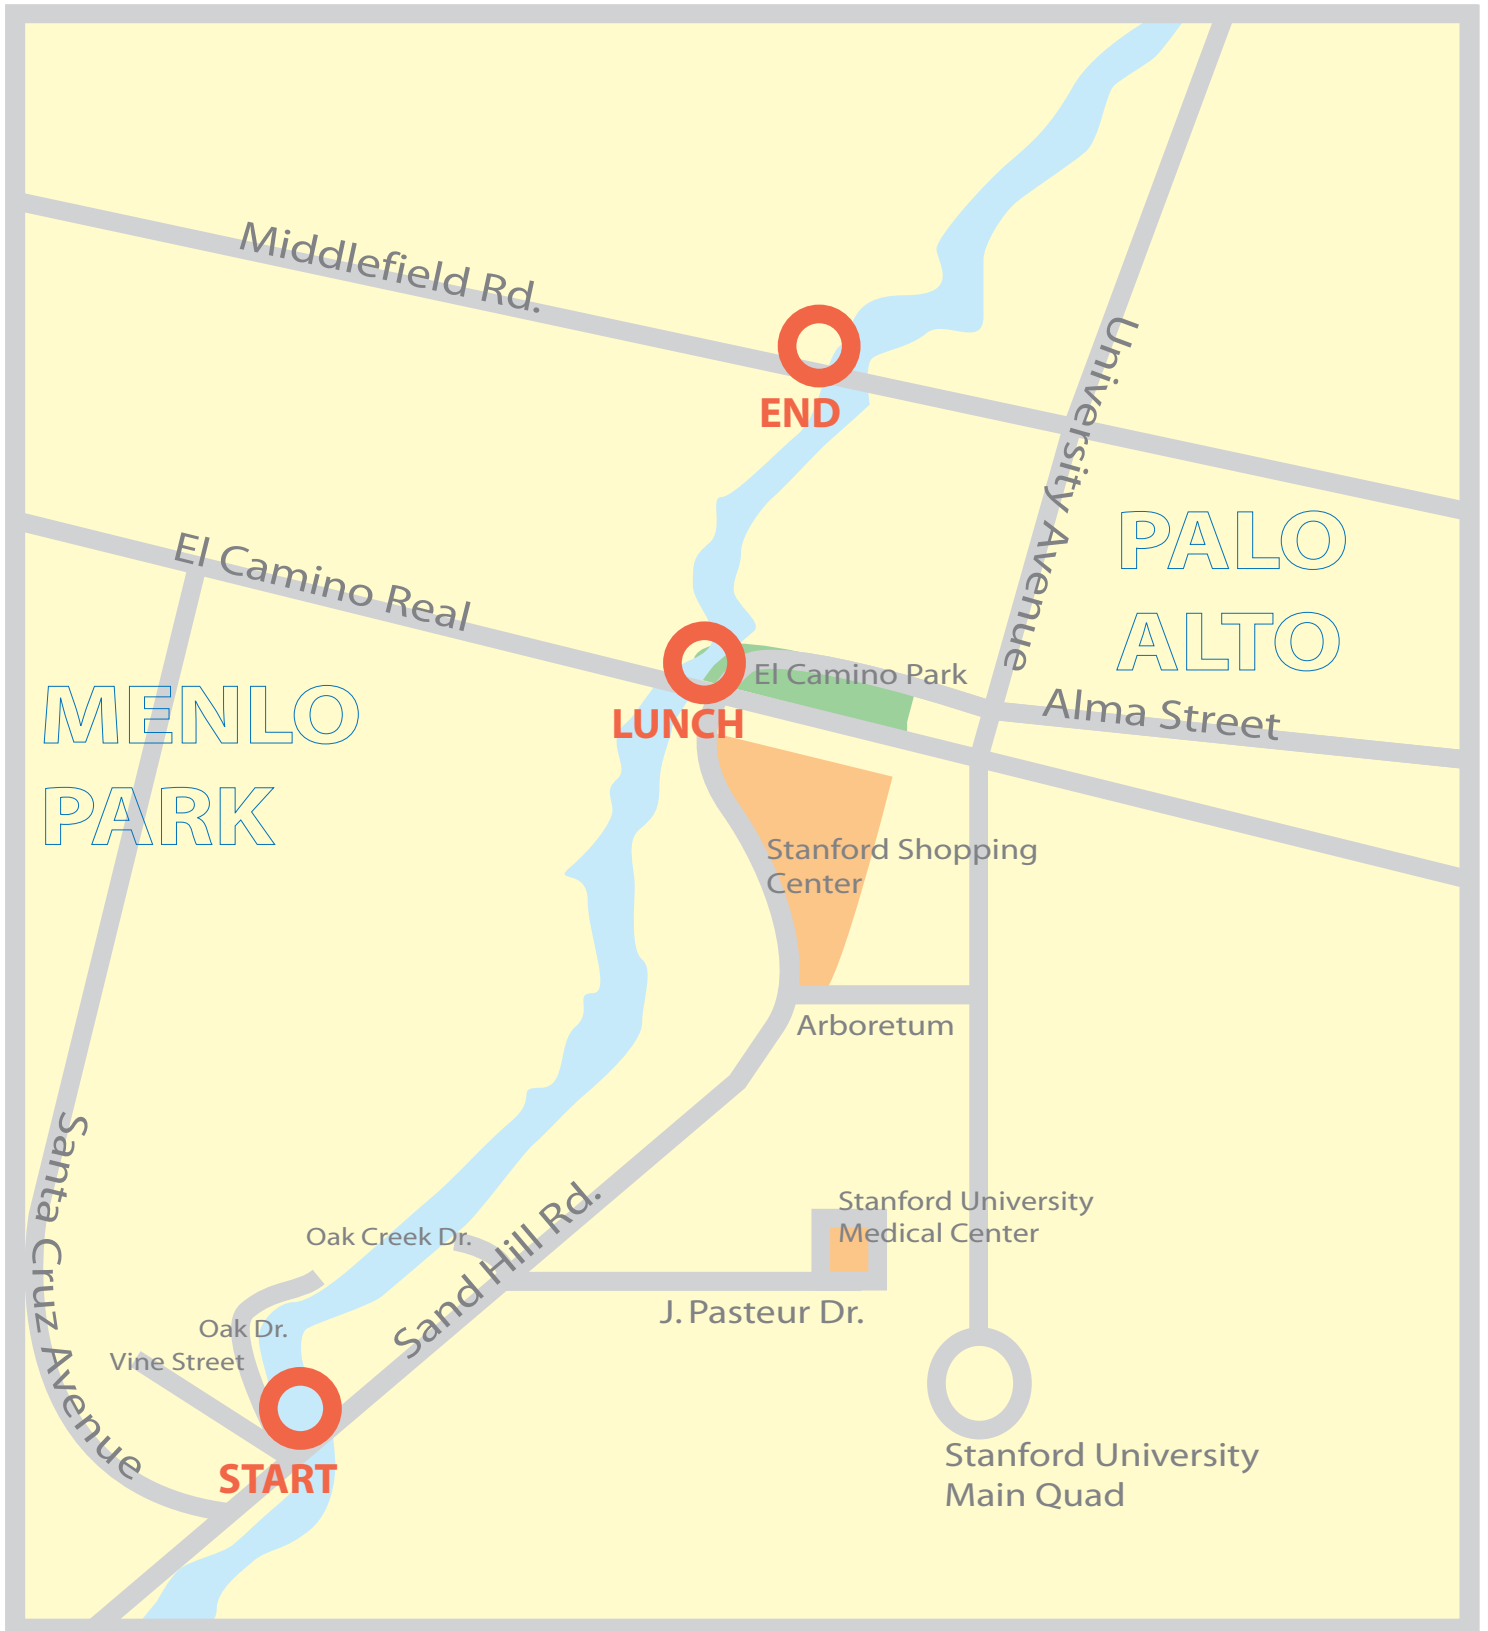 Middlefield Rd.
END
University Avenue
PALO
ALTO
El Camino Real
El Camino Park
MENLO
PARK
LUNCH
Alma Street
Stanford Shopping
Center
Arboretum
Santa Cruz Avenue
Sand Hill Rd.
Stanford University
Medical Center
Oak Creek Dr.
J. Pasteur Dr.
Oak Dr.
Vine Street
START
Stanford University
Main Quad